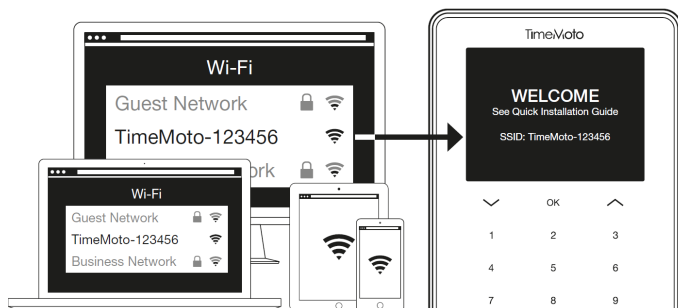 Wi-Fi
Guest Network
TimeMoto-123456
ork
Wi-Fi
Guest Network
TimeMoto-123456
Business Network
TimeMoto
WELCOME
See Quick Installation Guide
SSID: TimeMoto-123456
OK
1 2 3
4 5 6
7 8 9